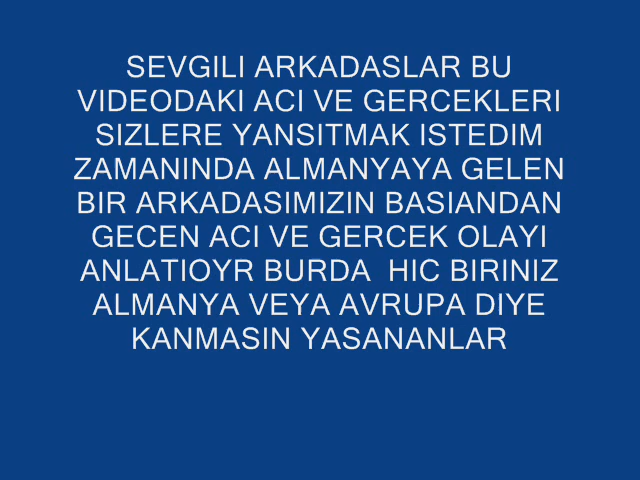 SEVGILI ARKADASLAR BU
VIDEODAKI ACI VE GERCEKLERI
SIZLERE YANSITMAK ISTEDIM
ZAMANINDA ALMANYAYA GELEN
BIR ARKADASIMIZIN BASIANDAN
GECEN ACI VE GERCEK OLAYI
ANLATIOYR BURDA  HIC BIRINIZ
ALMANYA VEYA AVRUPA DIYE
KANMASIN YASANANLAR